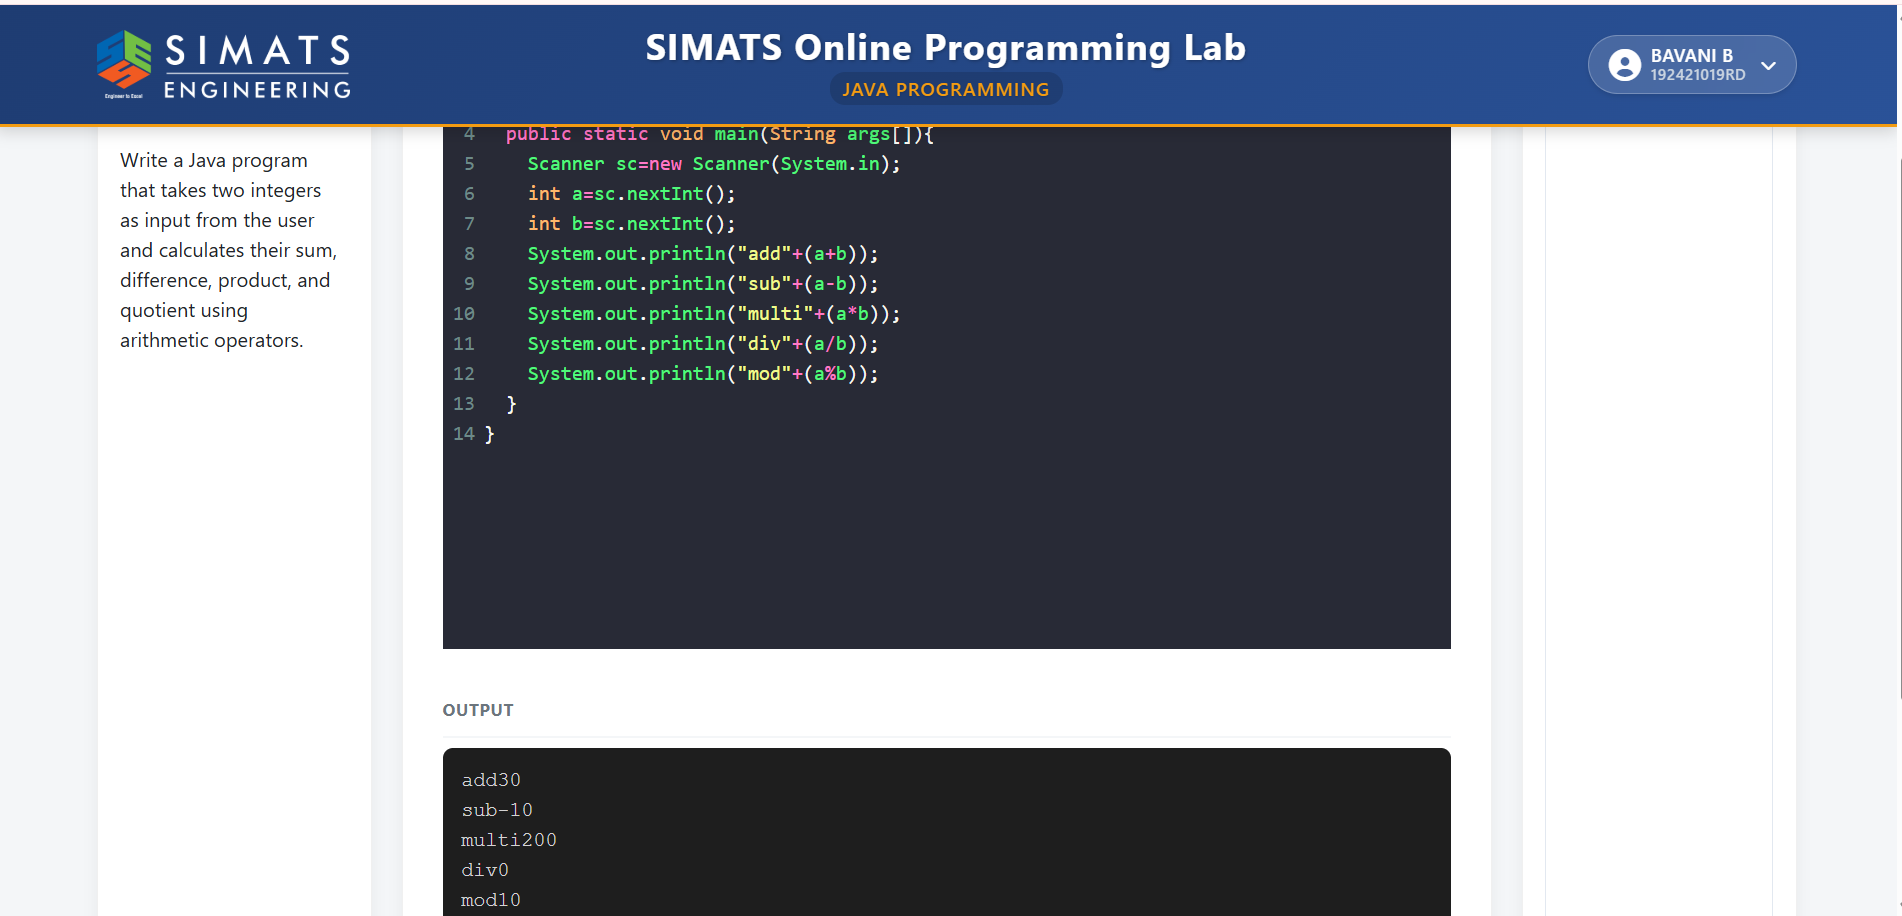 SIMATS
ENGINEERING
Engineer to Excel
SIMATS Online Programming Lab
JAVA PROGRAMMING
BAVANI B
192421019RD
Write a Java program
that takes two integers
as input from the user
and calculates their sum,
difference, product, and
quotient using
arithmetic operators.
4 public static void main(String args[]){
5 Scanner sc=new Scanner(System.in);
6 int a=sc.nextInt();
7 int b=sc.nextInt();
8 System.out.println("add"+(a+b));
9 System.out.println("sub"+(a-b));
10 System.out.println("multi"+(a*b));
11 System.out.println("div"+(a/b));
12 System.out.println("mod"+(a%b));
13 }
14 }
OUTPUT
add30
sub-10
multi200
div0
mod10